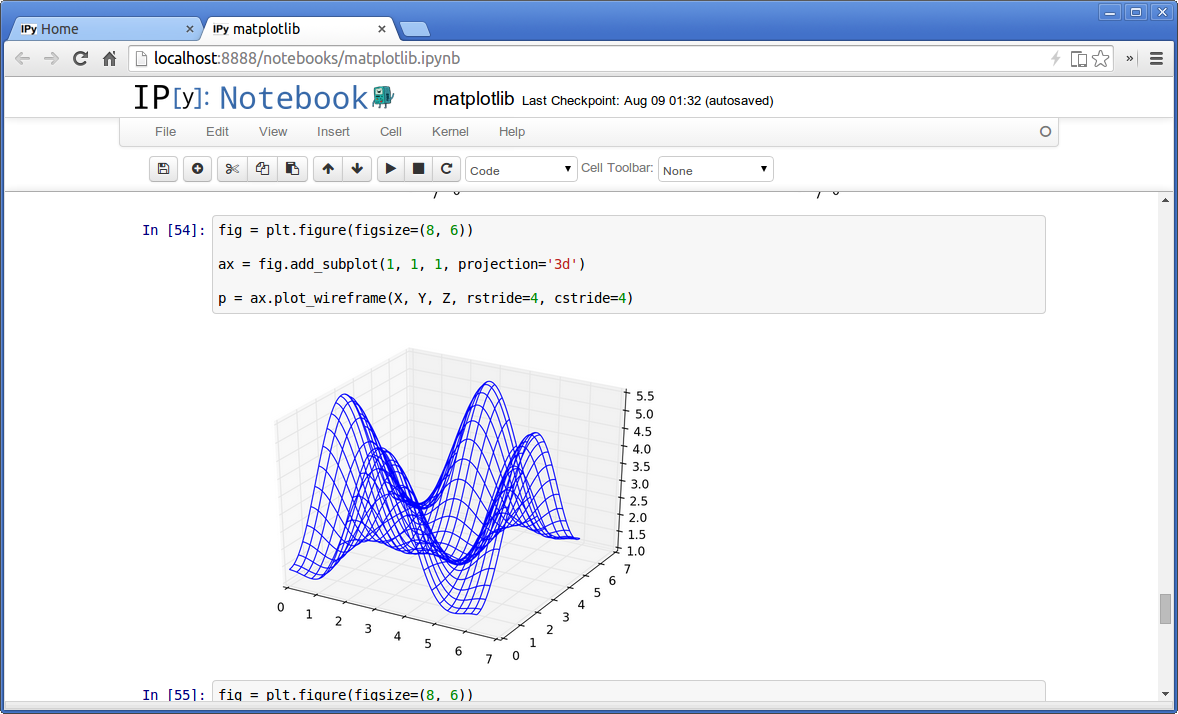 IPy Home
IPy matplotlib
localhost:8888/notebooks/matplotlib.ipynb
IP[y]: Notebook
matplotlib Last Checkpoint: Aug 09 01:32 (autosaved)
File Edit View Insert Cell Kernel Help
Code Cell Toolbar: None
In [54]: fig = plt.figure(figsize=(8, 6))
ax = fig.add_subplot(1, 1, 1, projection='3d')
p = ax.plot_wireframe(X, Y, Z, rstride=4, cstride=4)
5.5
5.0
4.5
4.0
3.5
3.0
2.5
2.0
1.5
1.0
7
6
5
4
3
2
1
0
0 1 2 3 4 5 6 7
In [55]: fig = plt.figure(figsize=(8, 6))